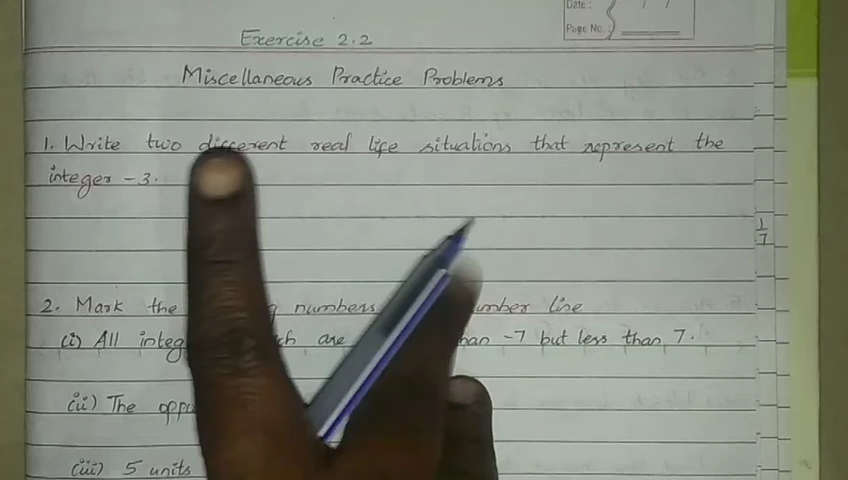 Date:
Page No.
Exercise 2.2
Miscellaneous Practice Problems
1. Write two different real life situations that represent the
integer -3.
1/7
2. Mark the numbers number line
(i) All are than -7 but less than 7.
(ii) The
(iii) 5 units